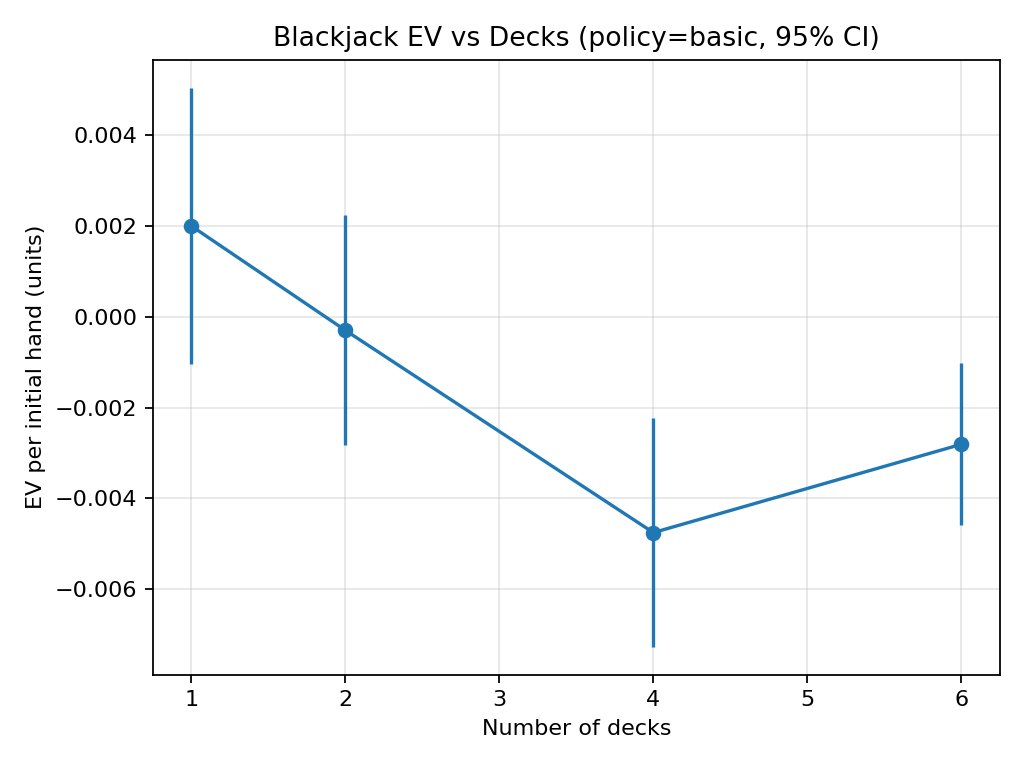 Blackjack EV vs Decks (policy=basic, 95% CI)
EV per initial hand (units)
0.004
0.002
0.000
−0.002
−0.004
−0.006
1 2 3 4 5 6
Number of decks